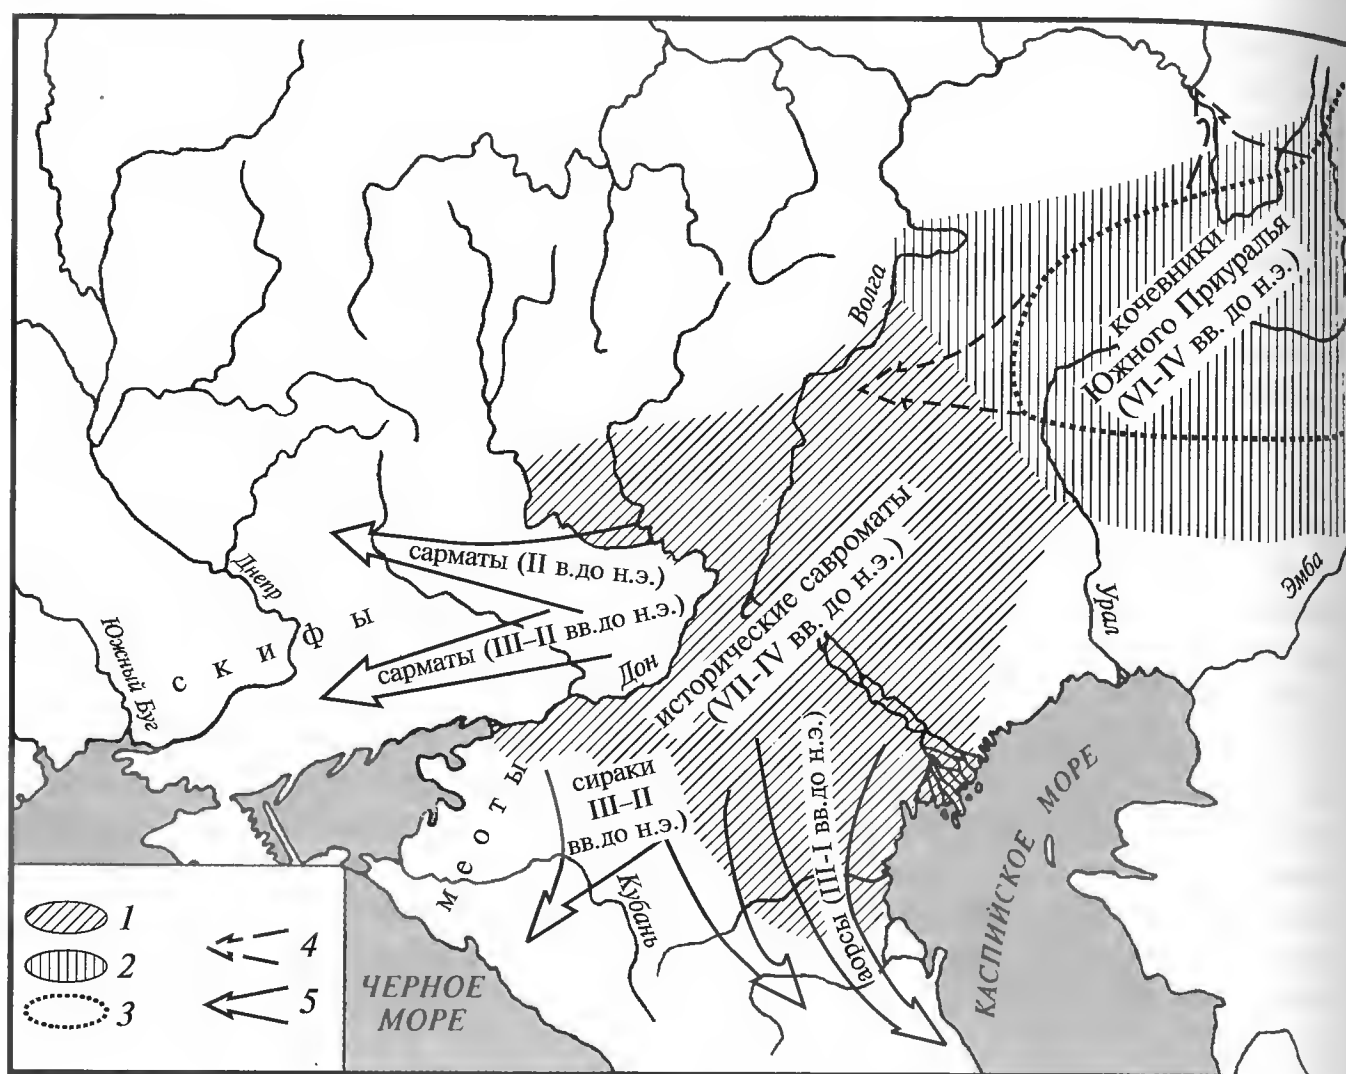 Волга
кочевники
Южного Приуралья
(VI-IV вв. до н.э.)
исторические савроматы
(VII-IV вв. до н.э.)
сарматы (II в.до н.э.)
сарматы (III–II вв.до н.э.)
Днепр
скифы
Южный Буг
Дон
Урал
Эмба
меоты
сираки
III–II
вв.до н.э.)
аорсы (III-I вв.до н.э.)
Кубань
КАСПИЙСКОЕ МОРЕ
ЧЕРНОЕ
МОРЕ
1
2
3
4
5